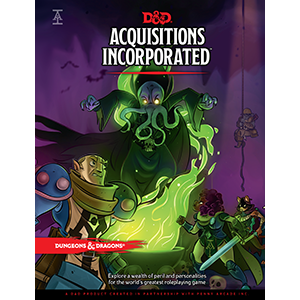 D&D
ACQUISITIONS
INCORPORATED™
DUNGEONS & DRAGONS®
Explore a wealth of peril and personalities
for the world's greatest roleplaying game
A D&D PRODUCT CREATED IN PARTNERSHIP WITH PENNY ARCADE INC.